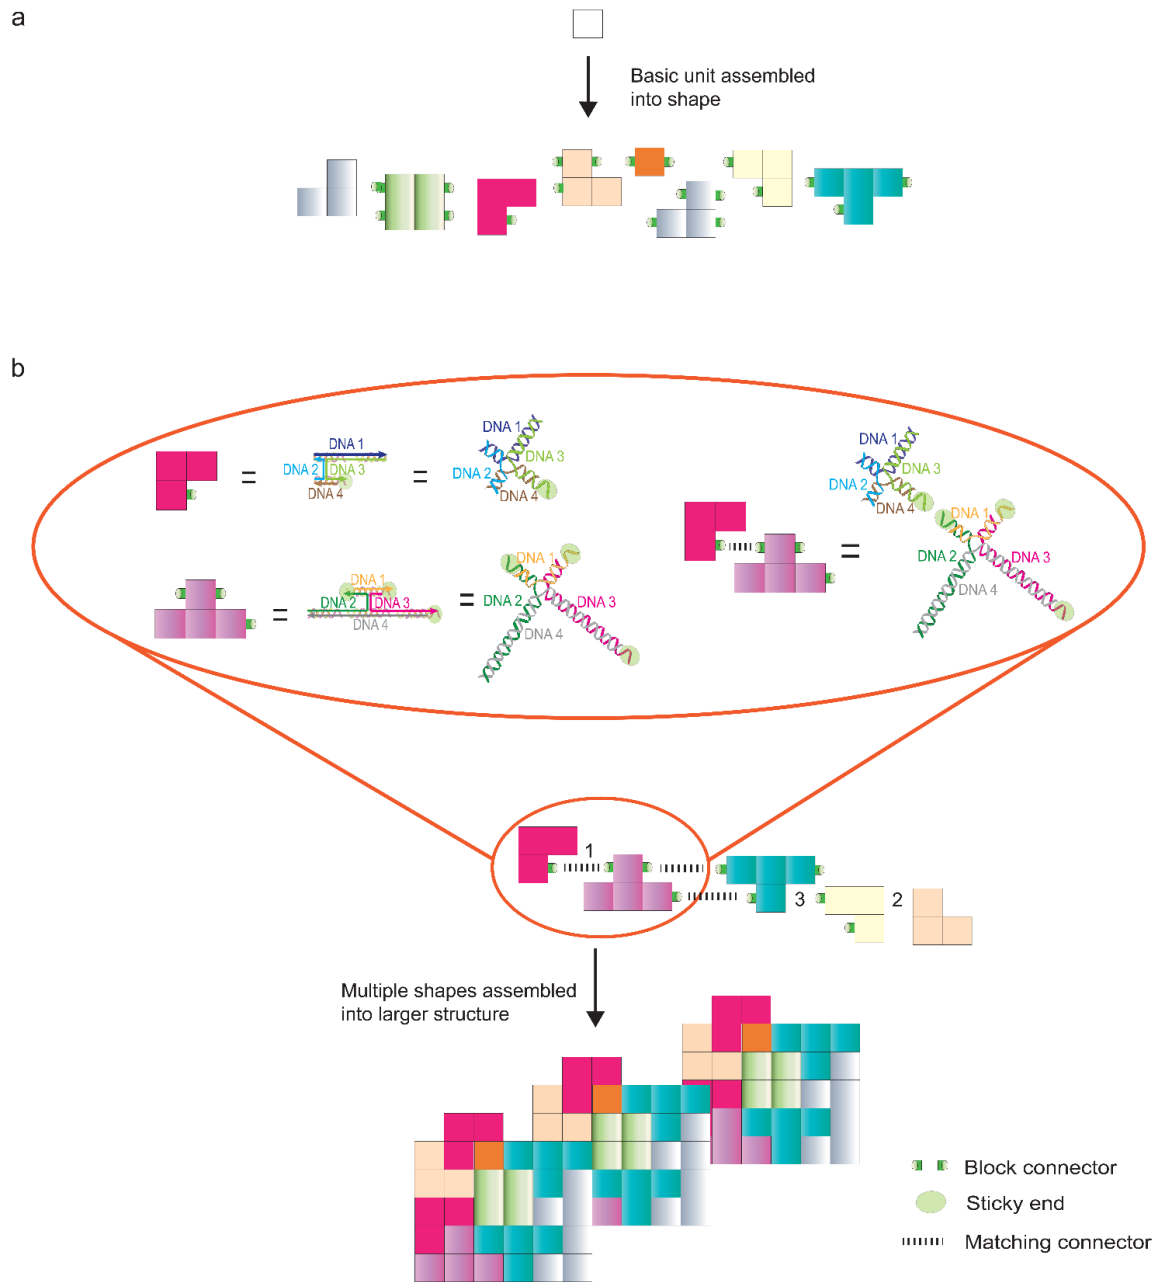 a
Basic unit assembled
into shape
b
DNA 1
DNA 2
DNA 3
DNA 4
=
=
DNA 1
DNA 3
DNA 2
DNA 4
DNA 1
DNA 3
DNA 2
DNA 4
DNA 1
DNA 2
DNA 3
DNA 4
=
=
DNA 1
DNA 2
DNA 3
DNA 4
=
DNA 1
DNA 2
DNA 3
DNA 4
1
3
2
Multiple shapes assembled
into larger structure
Block connector
Sticky end
Matching connector